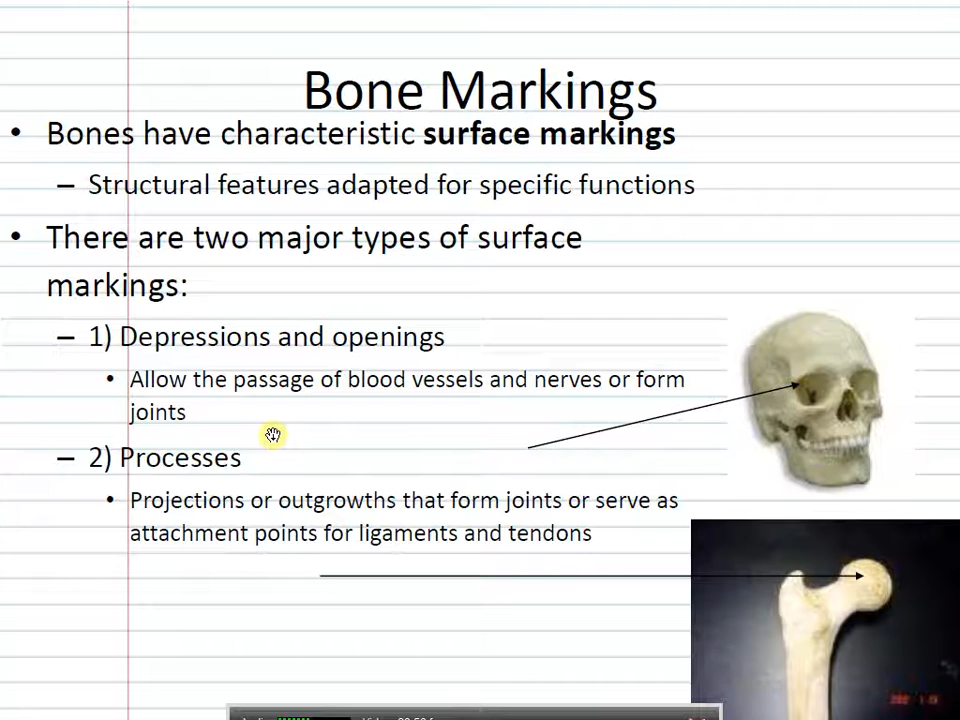 Bone Markings
• Bones have characteristic surface markings
– Structural features adapted for specific functions
• There are two major types of surface
markings:
– 1) Depressions and openings
• Allow the passage of blood vessels and nerves or form
joints
– 2) Processes
• Projections or outgrowths that form joints or serve as
attachment points for ligaments and tendons